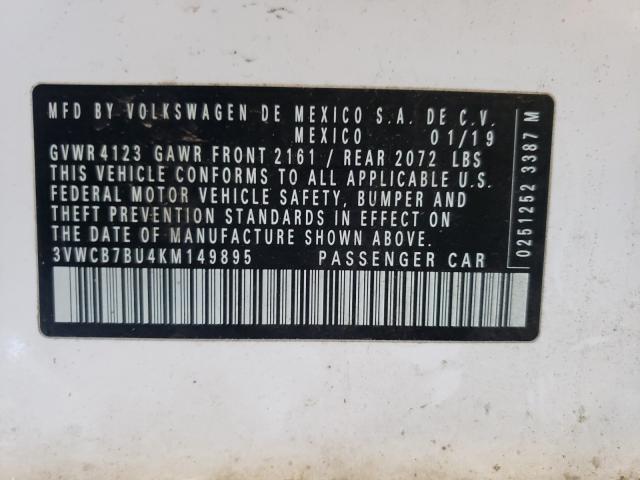 MFD BY VOLKSWAGEN DE MEXICO S.A. DE C.V.
MEXICO 01/19
GVWR 4123 GAWR FRONT 2161 / REAR 2072 LBS
THIS VEHICLE CONFORMS TO ALL APPLICABLE U.S.
FEDERAL MOTOR VEHICLE SAFETY, BUMPER AND
THEFT PREVENTION STANDARDS IN EFFECT ON
THE DATE OF MANUFACTURE SHOWN ABOVE.
3VWCB7BU4KM149895 PASSENGER CAR
0251252 3387 M